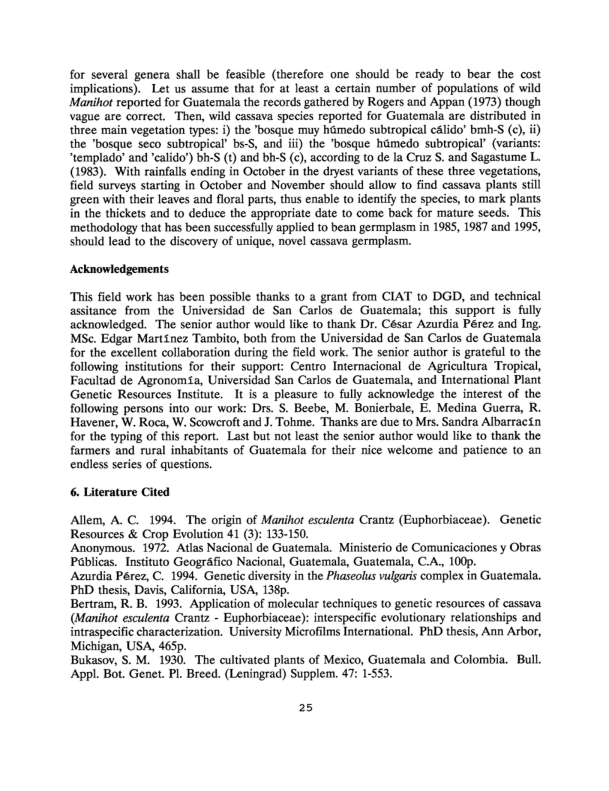 for several genera shall be feasible (therefore one should be ready to bear the cost
implications). Let us assume that for at least a certain number of populations of wild
Manihot reported for Guatemala the records gathered by Rogers and Appan (1973) though
vague are correct. Then, wild cassava species reported for Guatemala are distributed in
three main vegetation types: i) the 'bosque muy húmedo subtropical cálido' bmh-S (c), ii)
the 'bosque seco subtropical' bs-S, and iii) the 'bosque húmedo subtropical' (variants:
'templado' and 'calido') bh-S (t) and bh-S (c), according to de la Cruz S. and Sagastume L.
(1983). With rainfalls ending in October in the dryest variants of these three vegetations,
field surveys starting in October and November should allow to find cassava plants still
green with their leaves and floral parts, thus enable to identify the species, to mark plants
in the thickets and to deduce the appropriate date to come back for mature seeds. This
methodology that has been successfully applied to bean germplasm in 1985, 1987 and 1995,
should lead to the discovery of unique, novel cassava germplasm.
Acknowledgements
This field work has been possible thanks to a grant from CIAT to DGD, and technical
assitance from the Universidad de San Carlos de Guatemala; this support is fully
acknowledged. The senior author would like to thank Dr. César Azurdia Pérez and Ing.
MSc. Edgar Martínez Tambito, both from the Universidad de San Carlos de Guatemala
for the excellent collaboration during the field work. The senior author is grateful to the
following institutions for their support: Centro Internacional de Agricultura Tropical,
Facultad de Agronomía, Universidad San Carlos de Guatemala, and International Plant
Genetic Resources Institute. It is a pleasure to fully acknowledge the interest of the
following persons into our work: Drs. S. Beebe, M. Bonierbale, E. Medina Guerra, R.
Havener, W. Roca, W. Scowcroft and J. Tohme. Thanks are due to Mrs. Sandra Albarracín
for the typing of this report. Last but not least the senior author would like to thank the
farmers and rural inhabitants of Guatemala for their nice welcome and patience to an
endless series of questions.
6. Literature Cited
Allem, A. C. 1994. The origin of Manihot esculenta Crantz (Euphorbiaceae). Genetic
Resources & Crop Evolution 41 (3): 133-150.
Anonymous. 1972. Atlas Nacional de Guatemala. Ministerio de Comunicaciones y Obras
Públicas. Instituto Geográfico Nacional, Guatemala, Guatemala, C.A., 100p.
Azurdia Pérez, C. 1994. Genetic diversity in the Phaseolus vulgaris complex in Guatemala.
PhD thesis, Davis, California, USA, 138p.
Bertram, R. B. 1993. Application of molecular techniques to genetic resources of cassava
(Manihot esculenta Crantz - Euphorbiaceae): interspecific evolutionary relationships and
intraspecific characterization. University Microfilms International. PhD thesis, Ann Arbor,
Michigan, USA, 465p.
Bukasov, S. M. 1930. The cultivated plants of Mexico, Guatemala and Colombia. Bull.
Appl. Bot. Genet. Pl. Breed. (Leningrad) Supplem. 47: 1-553.
25